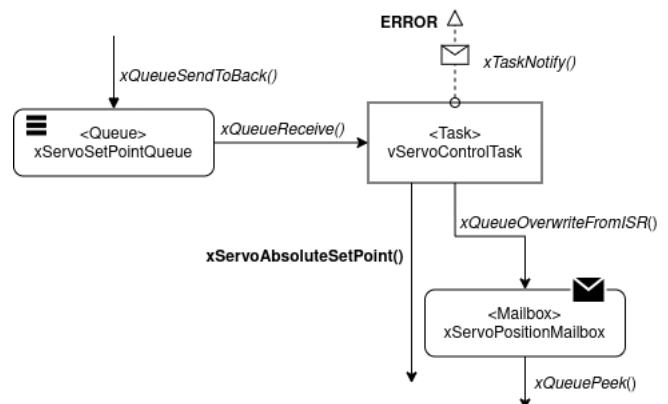 ERROR
xTaskNotify()
xQueueSendToBack()
<Queue>
xServoSetPointQueue
xQueueReceive()
<Task>
vServoControlTask
xQueueOverwriteFromISR()
xServoAbsoluteSetPoint()
<Mailbox>
xServoPositionMailbox
xQueuePeek()